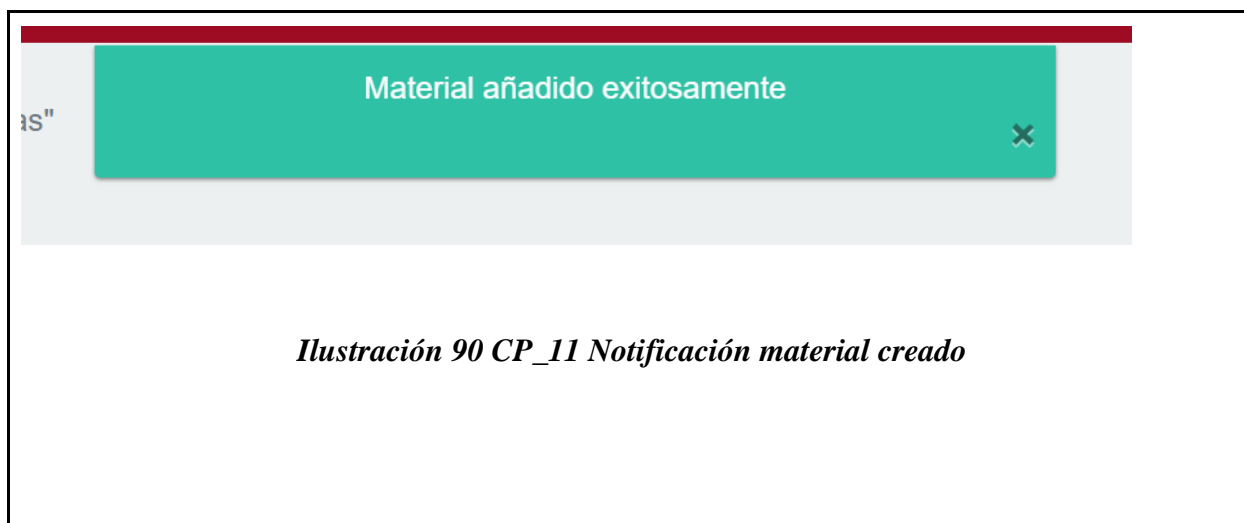 Material añadido exitosamente
as"
Ilustración 90 CP_11 Notificación material creado